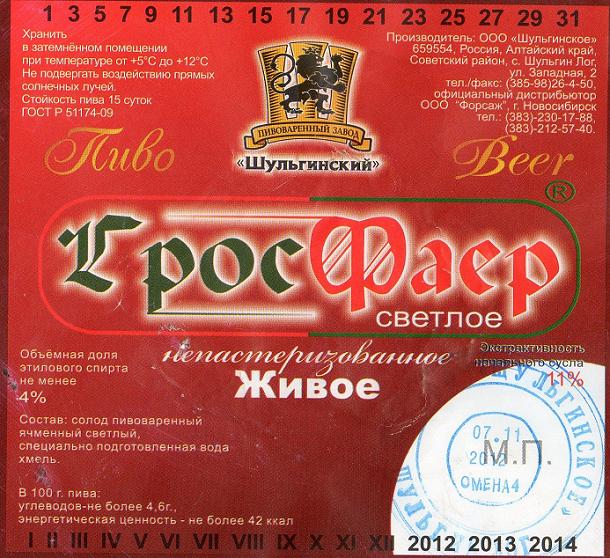 1 3 5 7 9 11 13 15 17 19 21 23 25 27 29 31
Хранить
в затемнённом помещении
при температуре от +5°С до +12°С
Не подвергать воздействию прямых
солнечных лучей.
Стойкость пива 15 суток
ГОСТ Р 51174-09
ПИВОВАРЕННЫЙ ЗАВОД
«Шульгинский»
Производитель: ООО «Шульгинское»
659554, Россия, Алтайский край,
Советский район, с. Шульгин Лог,
ул. Западная, 2
тел./факс: (385-98)26-4-50,
официальный дистрибьютор
ООО "Форсаж", г. Новосибирск
тел.: (383)-230-17-88,
(383)-212-57-40.
Пиво
Beer
®
ГросФаер
светлое
непастеризованное
Живое
Объёмная доля
этилового спирта
не менее
4%
Экстрактивность
начального сусла
11%
Состав: солод пивоваренный
ячменный светлый,
специально подготовленная вода
хмель.
В 100 г. пива:
углеводов-не более 4,6г.,
энергетическая ценность - не более 42 ккал
ШУЛЬГИНСКОЕ»
07.11
2012
СМЕНА4
М.П.
I II III IV V VI VII VIII IX X XI XII 2012 2013 2014